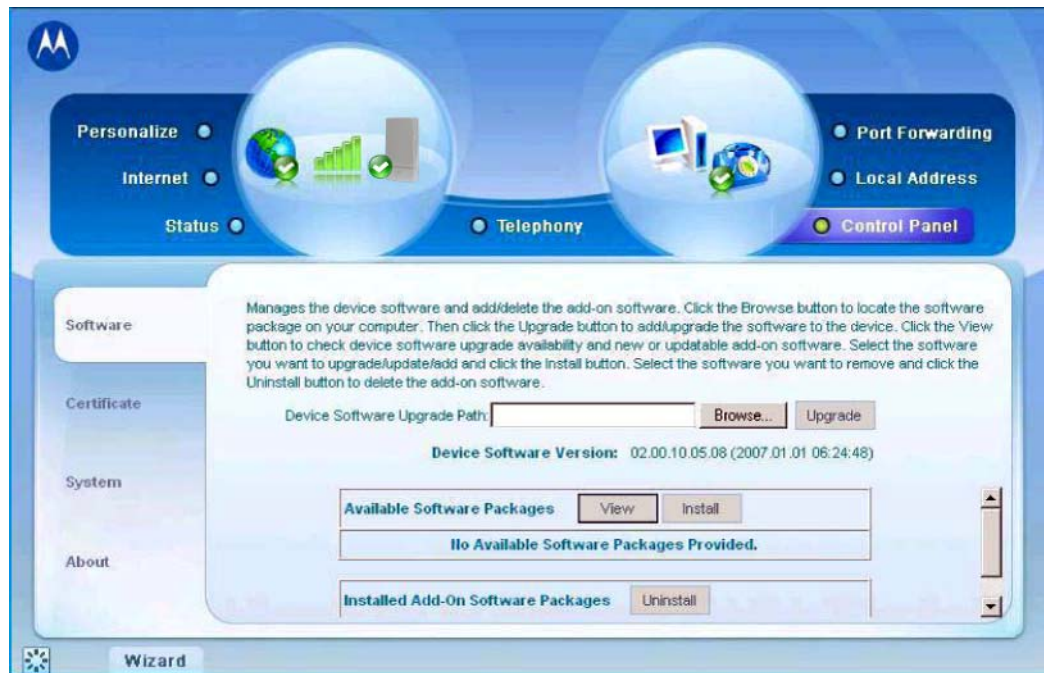 Personalize
Internet
Status
Telephony
Port Forwarding
Local Address
Control Panel
Software
Certificate
System
About
Manages the device software and add/delete the add-on software. Click the Browse button to locate the software
package on your computer. Then click the Upgrade button to add/upgrade the software to the device. Click the View
button to check device software upgrade availability and new or updatable add-on software. Select the software
you want to upgrade/update/add and click the Install button. Select the software you want to remove and click the
Uninstall button to delete the add-on software.
Device Software Upgrade Path: Browse... Upgrade
Device Software Version: 02.00.10.05.08 (2007.01.01 06:24:48)
Available Software Packages View Install
No Available Software Packages Provided.
Installed Add-On Software Packages Uninstall
Wizard